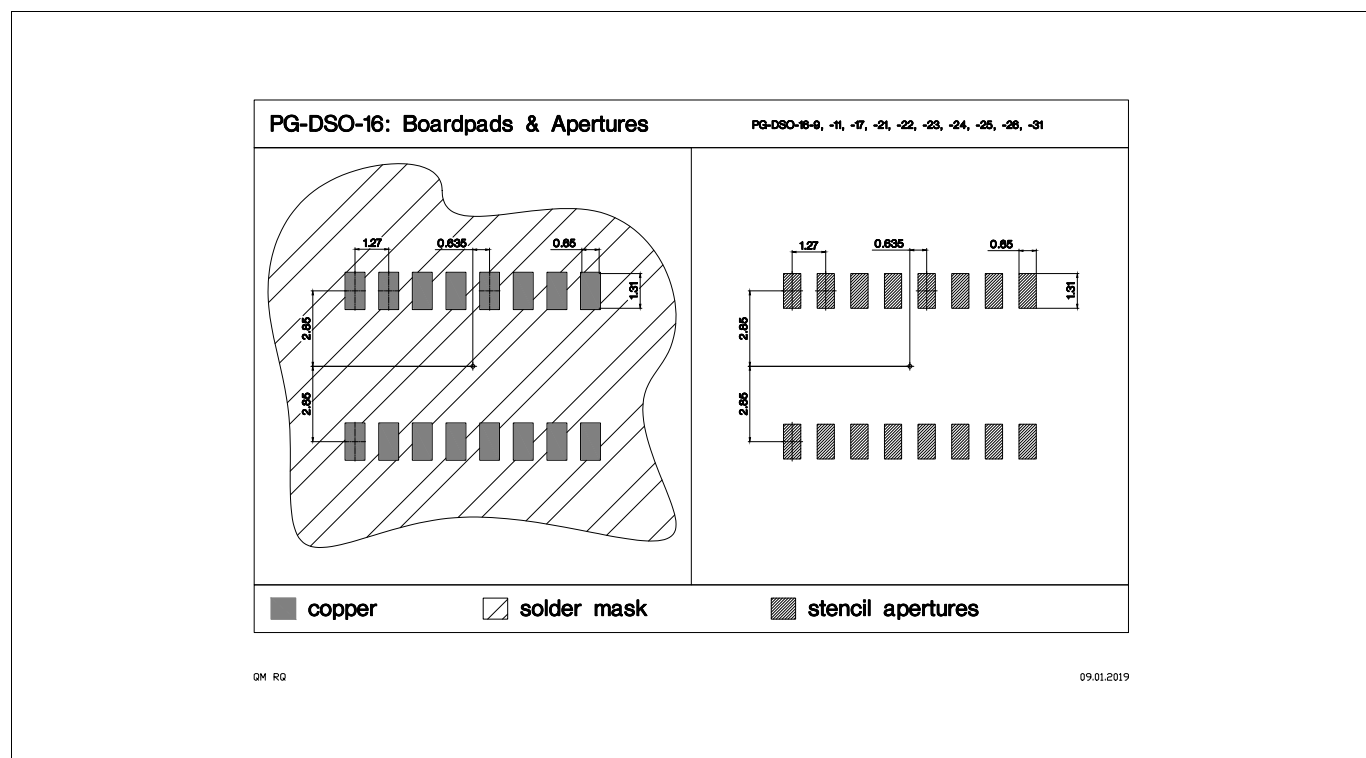 PG-DSO-16: Boardpads & Apertures
PG-DSO-16-9, -11, -17, -21, -22, -23, -24, -25, -26, -31
1.27
0.635
0.65
1.31
2.85
2.85
1.27
0.635
0.65
1.31
2.85
2.85
copper
solder mask
stencil apertures
QM RQ
09.01.2019